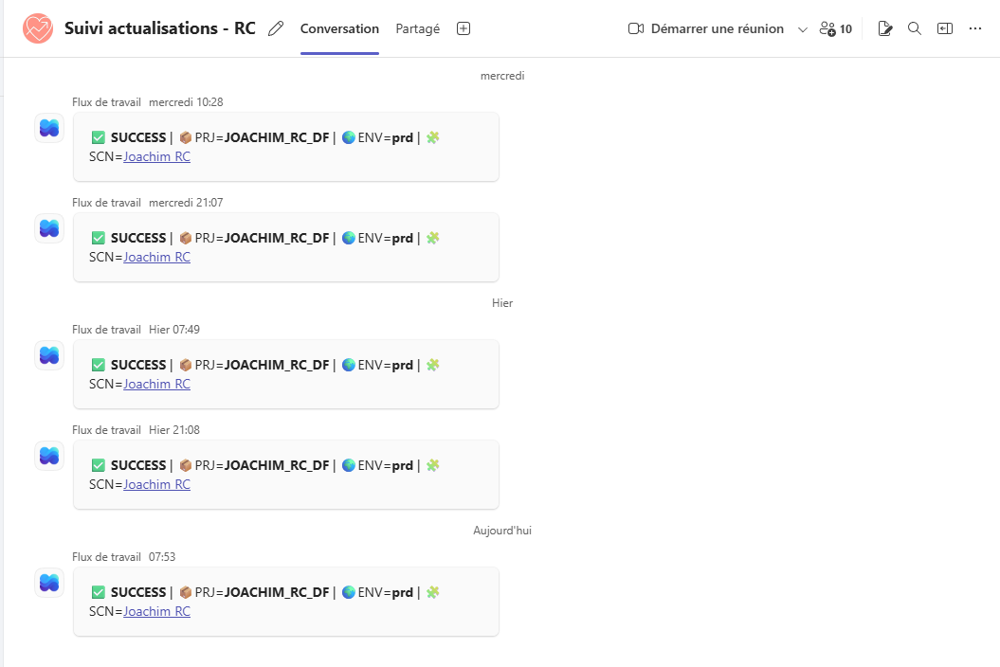 Suivi actualisations - RC Conversation Partagé Démarrer une réunion 10
mercredi
Flux de travail mercredi 10:28
✅ SUCCESS | 📦 PRJ=JOACHIM_RC_DF | 🌍 ENV=prd | 🧩
SCN=Joachim RC
Flux de travail mercredi 21:07
✅ SUCCESS | 📦 PRJ=JOACHIM_RC_DF | 🌍 ENV=prd | 🧩
SCN=Joachim RC
Hier
Flux de travail Hier 07:49
✅ SUCCESS | 📦 PRJ=JOACHIM_RC_DF | 🌍 ENV=prd | 🧩
SCN=Joachim RC
Flux de travail Hier 21:08
✅ SUCCESS | 📦 PRJ=JOACHIM_RC_DF | 🌍 ENV=prd | 🧩
SCN=Joachim RC
Aujourd'hui
Flux de travail 07:53
✅ SUCCESS | 📦 PRJ=JOACHIM_RC_DF | 🌍 ENV=prd | 🧩
SCN=Joachim RC